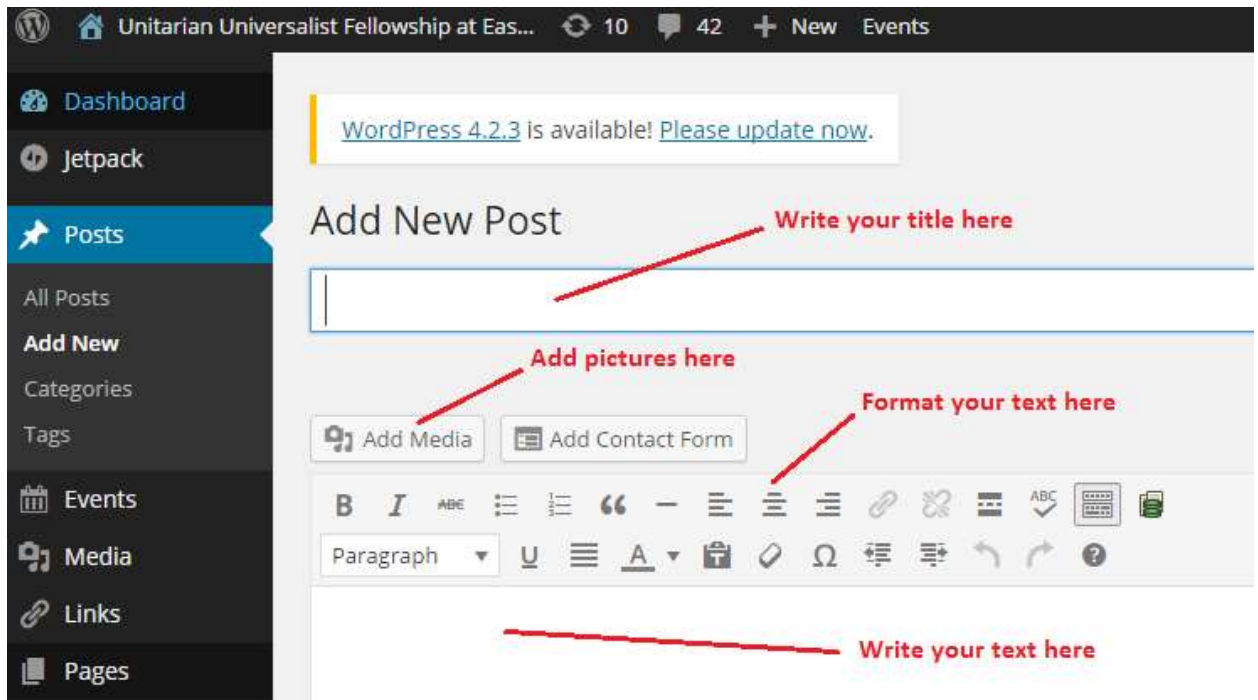 Unitarian Universalist Fellowship at Eas... 10 42 + New Events
Dashboard
Jetpack
Posts
All Posts
Add New
Categories
Tags
Events
Media
Links
Pages
WordPress 4.2.3 is available! Please update now.
Add New Post
Write your title here
Add pictures here
Format your text here
Add Media Add Contact Form
B I ABC ABC
Paragraph U A T Ω ?
Write your text here